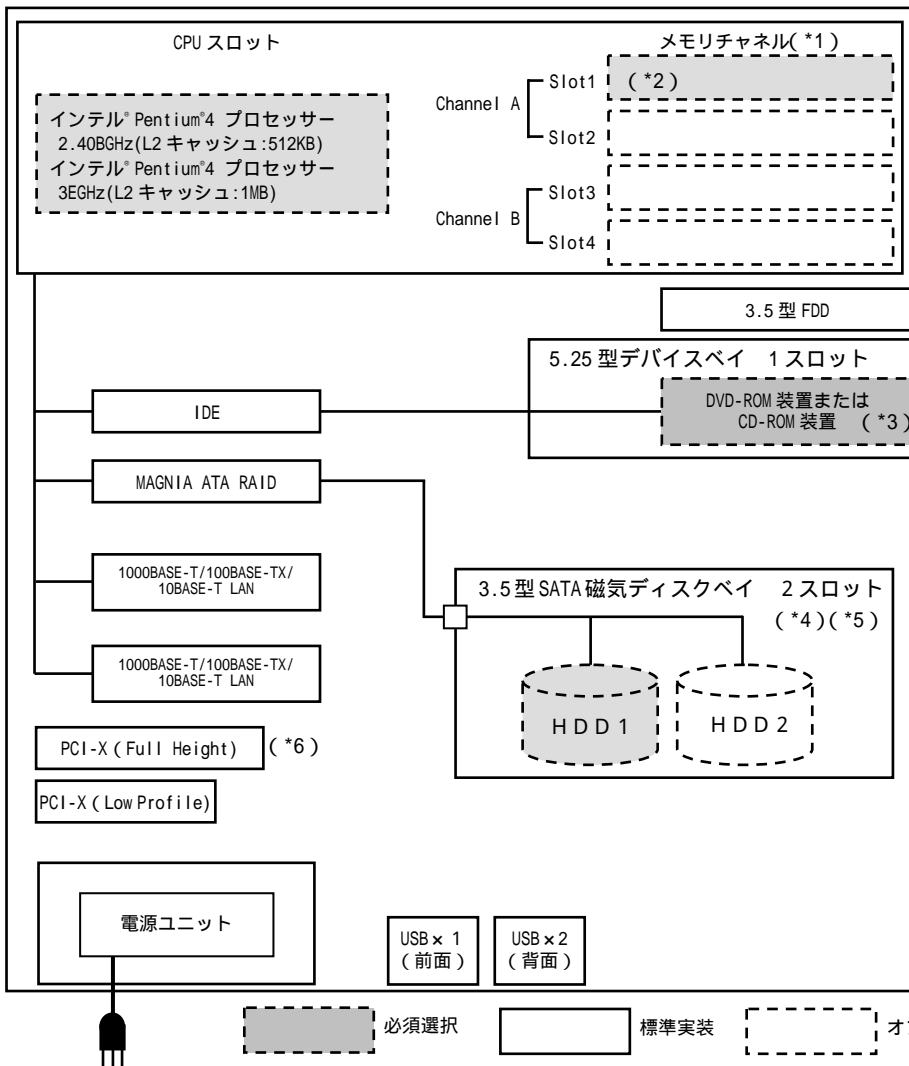 CPU スロット
メモリチャネル(*1)
インテル® Pentium®4 プロセッサー
2.40BGHz(L2 キャッシュ:512KB)
インテル® Pentium®4 プロセッサー
3EGHz(L2 キャッシュ:1MB)
Channel A
Slot1
(*2)
Slot2
Channel B
Slot3
Slot4
3.5 型 FDD
5.25 型デバイスベイ 1 スロット
DVD-ROM 装置または
CD-ROM 装置 (*3)
IDE
MAGNIA ATA RAID
1000BASE-T/100BASE-TX/
10BASE-T LAN
3.5 型 SATA 磁気ディスクベイ 2 スロット
(*4)(*5)
HDD1
HDD2
1000BASE-T/100BASE-TX/
10BASE-T LAN
PCI-X(Full Height)
(*6)
PCI-X(Low Profile)
電源ユニット
USB×1
(前面)
USB×2
(背面)
必須選択
標準実装
オ